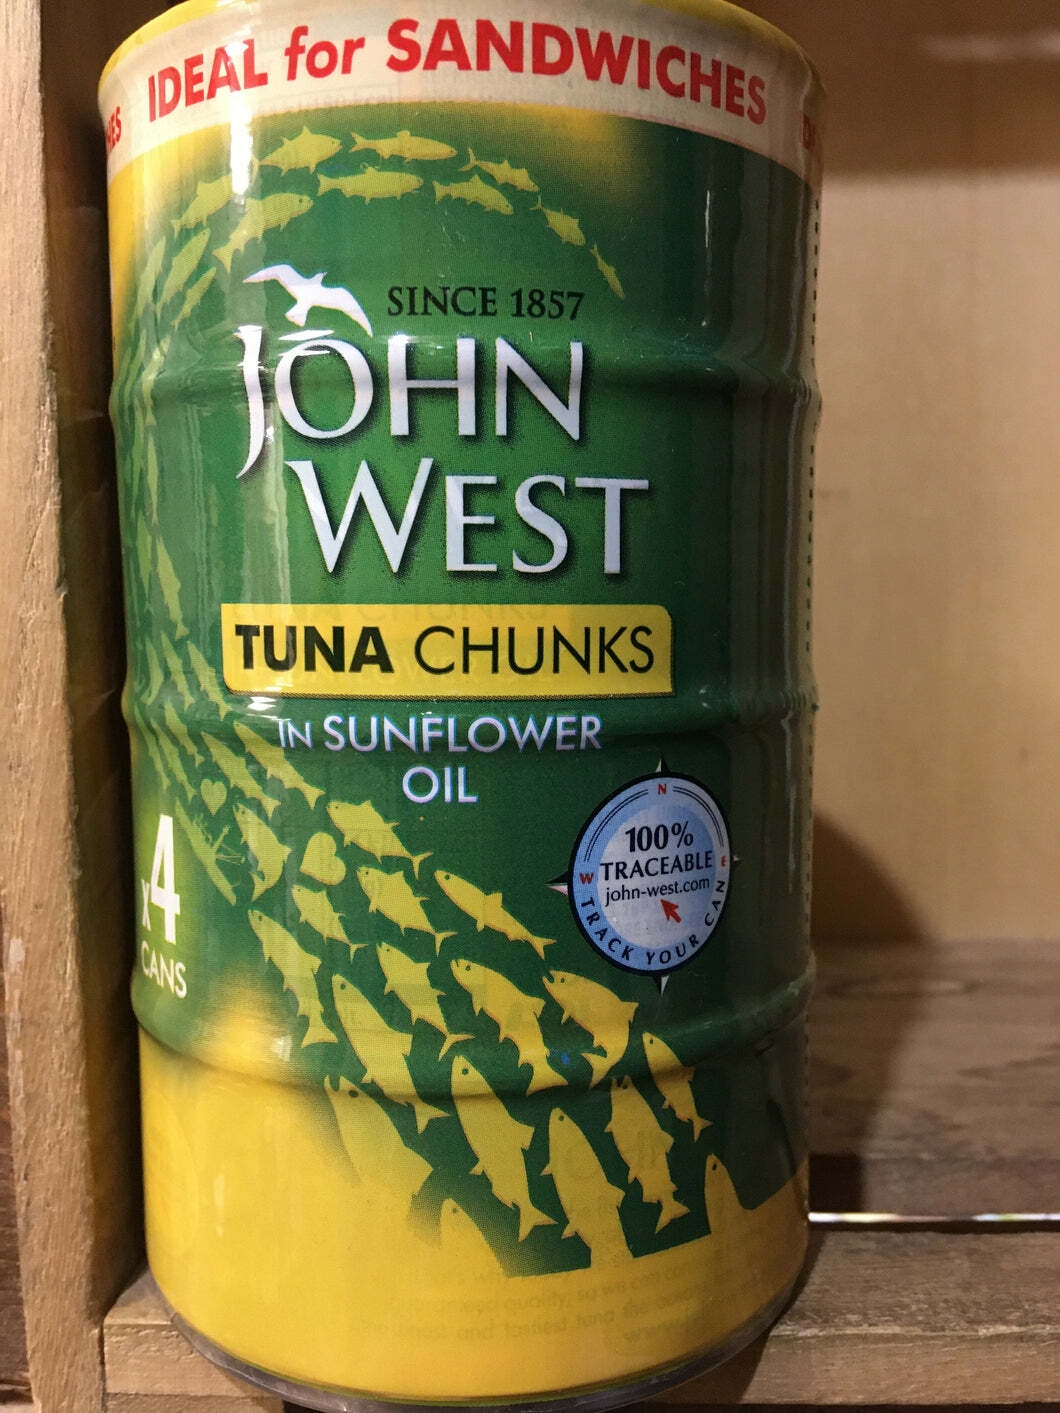 IDEAL for SANDWICHES
SINCE 1857
JOHN
WEST
TUNA CHUNKS
IN SUNFLOWER
OIL
x4
CANS
N
E
W
100%
TRACEABLE
john-west.com
TRACK YOUR CAN